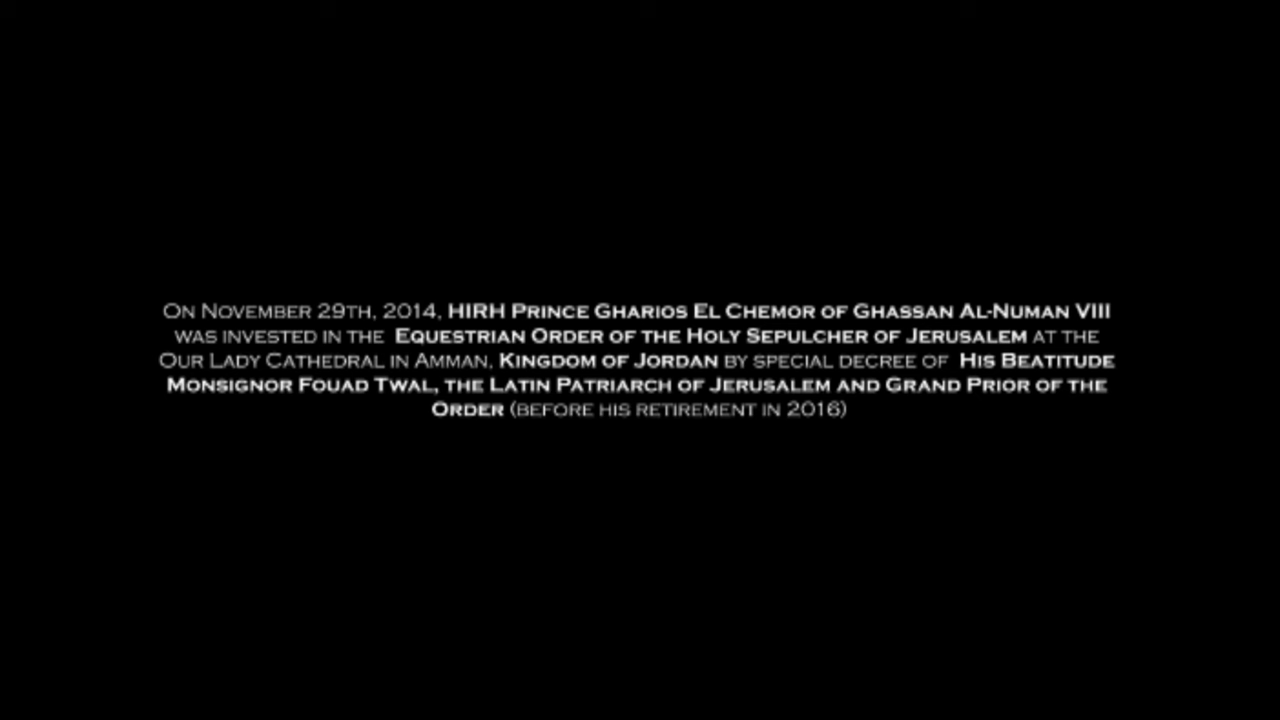 On November 29th, 2014, HIRH Prince Gharios El Chemor of Ghassan Al-Numan VIII
was invested in the Equestrian Order of the Holy Sepulcher of Jerusalem at the
Our Lady Cathedral in Amman, Kingdom of Jordan by special decree of His Beatitude
Monsignor Fouad Twal, the Latin Patriarch of Jerusalem and Grand Prior of the
Order (before his retirement in 2016)